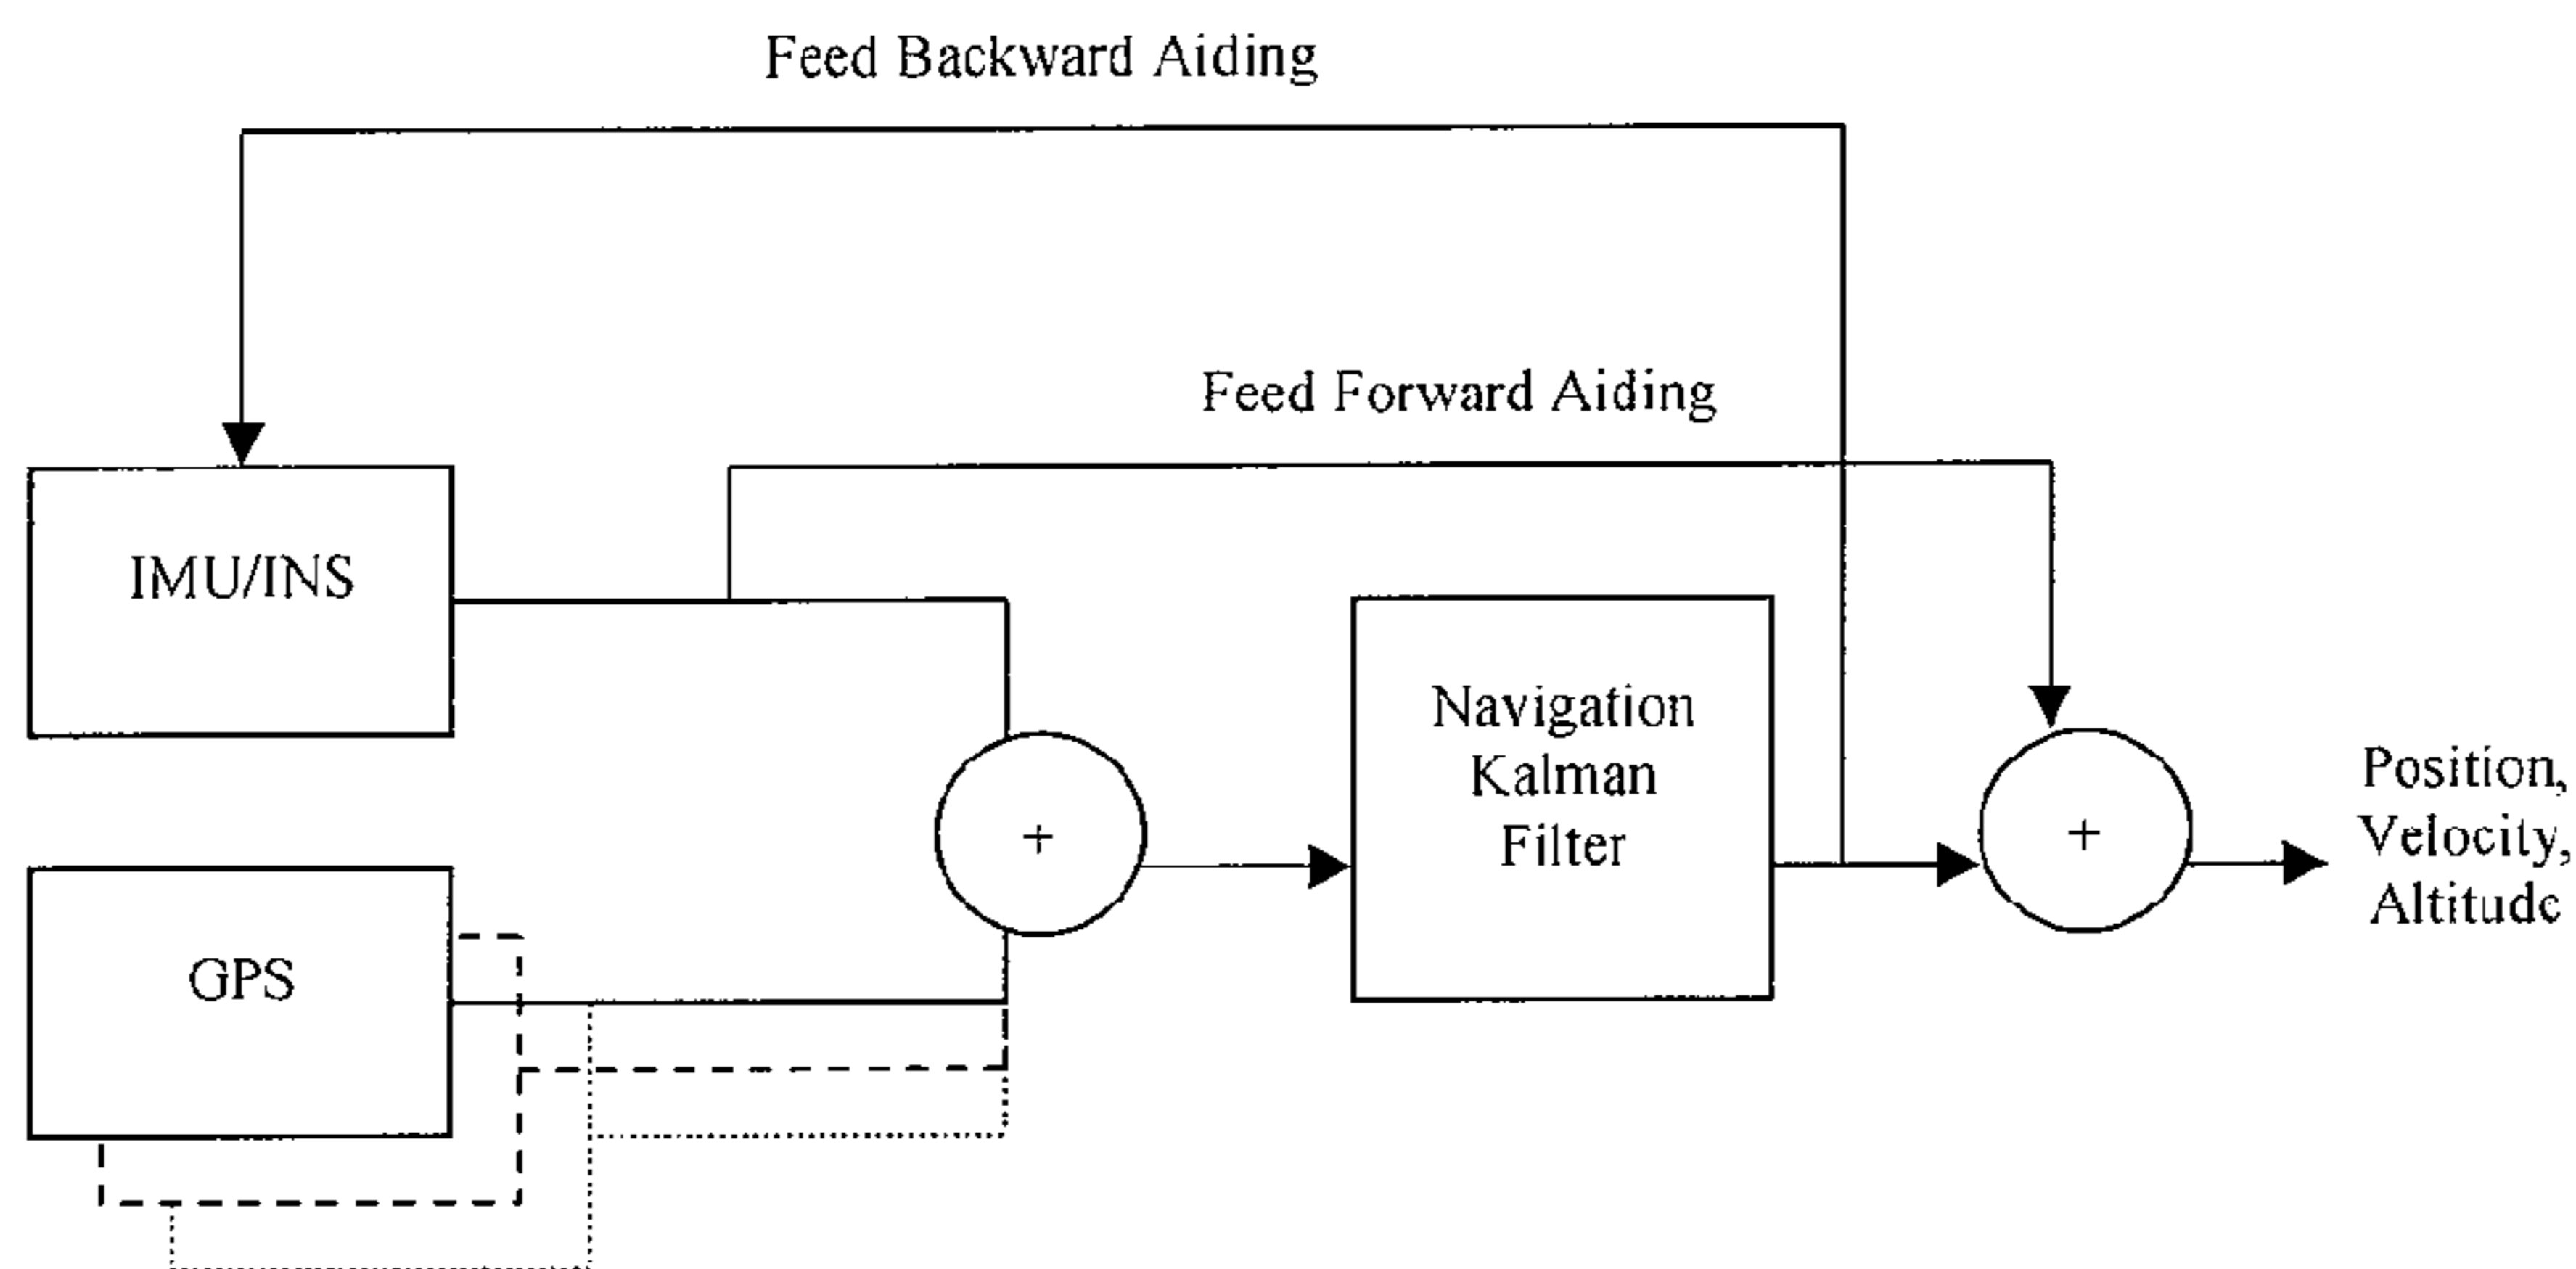 Feed Backward Aiding
Feed Forward Aiding
IMU/INS
Navigation
Kalman
Filter
GPS
+
+
Position,
Velocity,
Altitude